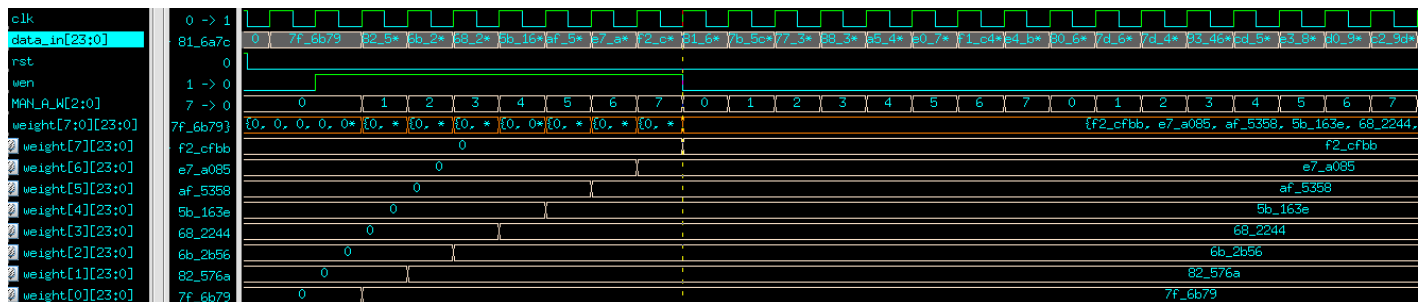 clk 0 -> 1
data_in[23:0] 81_6a7c 0 7f_6b79 82_5* 6b_2* 68_2* 5b_16* af_5* e7_a* f2_c* 81_6* 7b_5c* 77_3* 88_3* a5_4* e0_7* f1_c4* e4_b* 80_6* 7d_6* 7d_4* 93_46* cd_5* e3_8* d0_9* c2_9d*
rst 0
wen 1 -> 0
MAN_A_W[2:0] 7 -> 0 0 1 2 3 4 5 6 7 0 1 2 3 4 5 6 7 0 1 2 3 4 5 6 7
weight[7:0][23:0] 7f_6b79} {0, 0, 0, 0, 0* {0, * {0, * {0, * {0, 0* {0, * {0, * {0, * {f2_cfbb, e7_a085, af_5358, 5b_163e, 68_2244,
weight[7][23:0] f2_cfbb 0 f2_cfbb
weight[6][23:0] e7_a085 0 e7_a085
weight[5][23:0] af_5358 0 af_5358
weight[4][23:0] 5b_163e 0 5b_163e
weight[3][23:0] 68_2244 0 68_2244
weight[2][23:0] 6b_2b56 0 6b_2b56
weight[1][23:0] 82_576a 0 82_576a
weight[0][23:0] 7f_6b79 0 7f_6b79